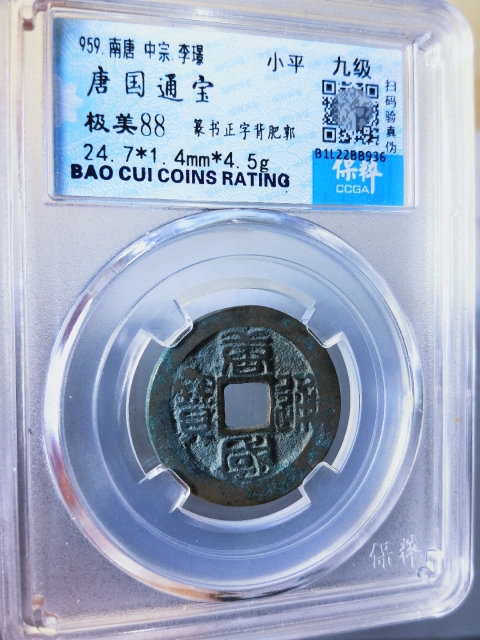 959.南唐 中宗.李璟
小平 九级
唐国通宝
极美88 篆书正字背肥郭
24.7*1.4mm*4.5g
BAO CUI COINS RATING
扫码验真伪
B1L22BB936
保粹
CCGA
唐國通寶
保粹